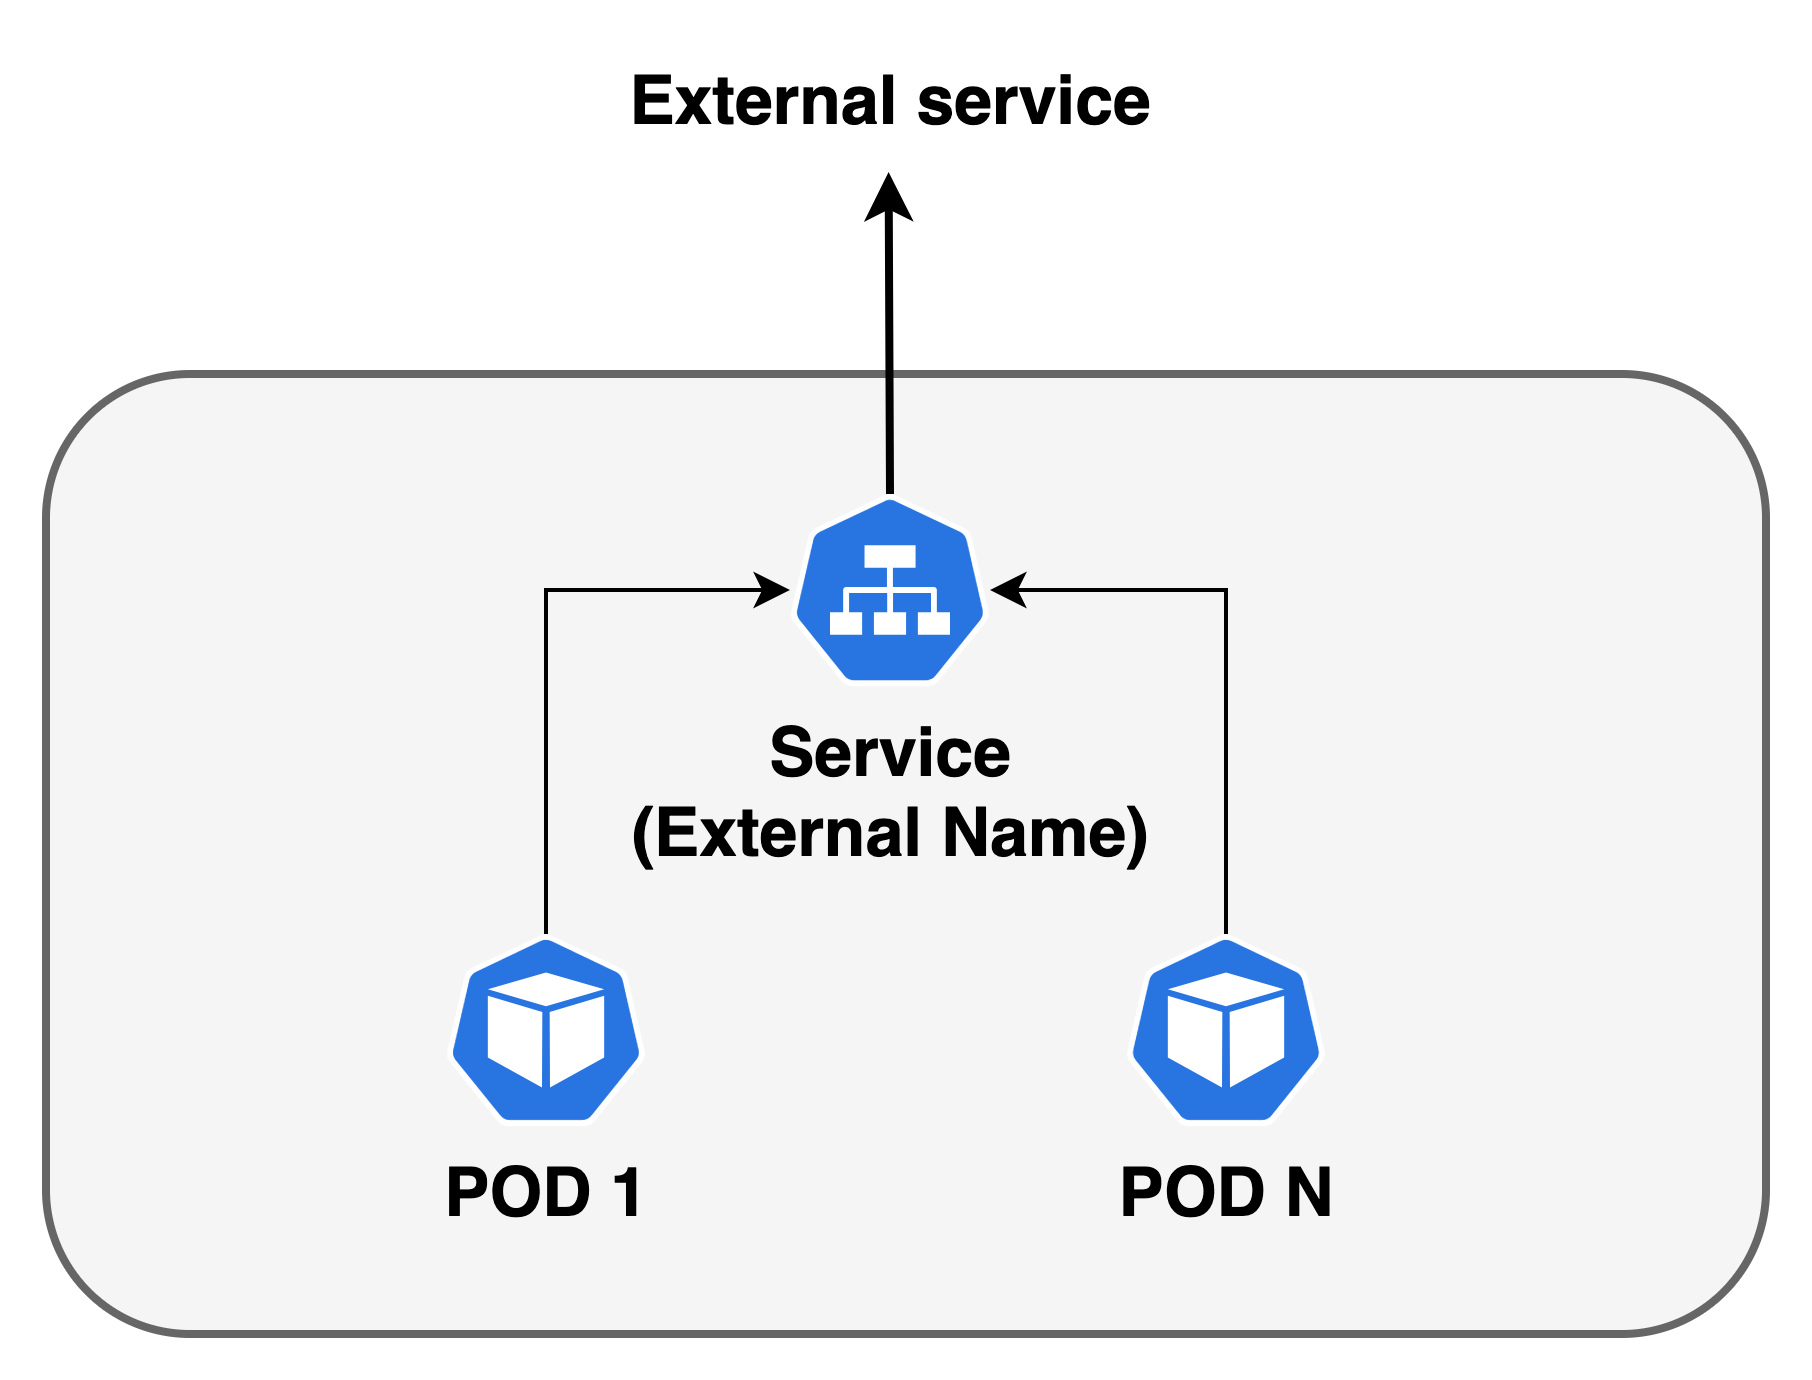 External service
Service
(External Name)
POD 1
POD N